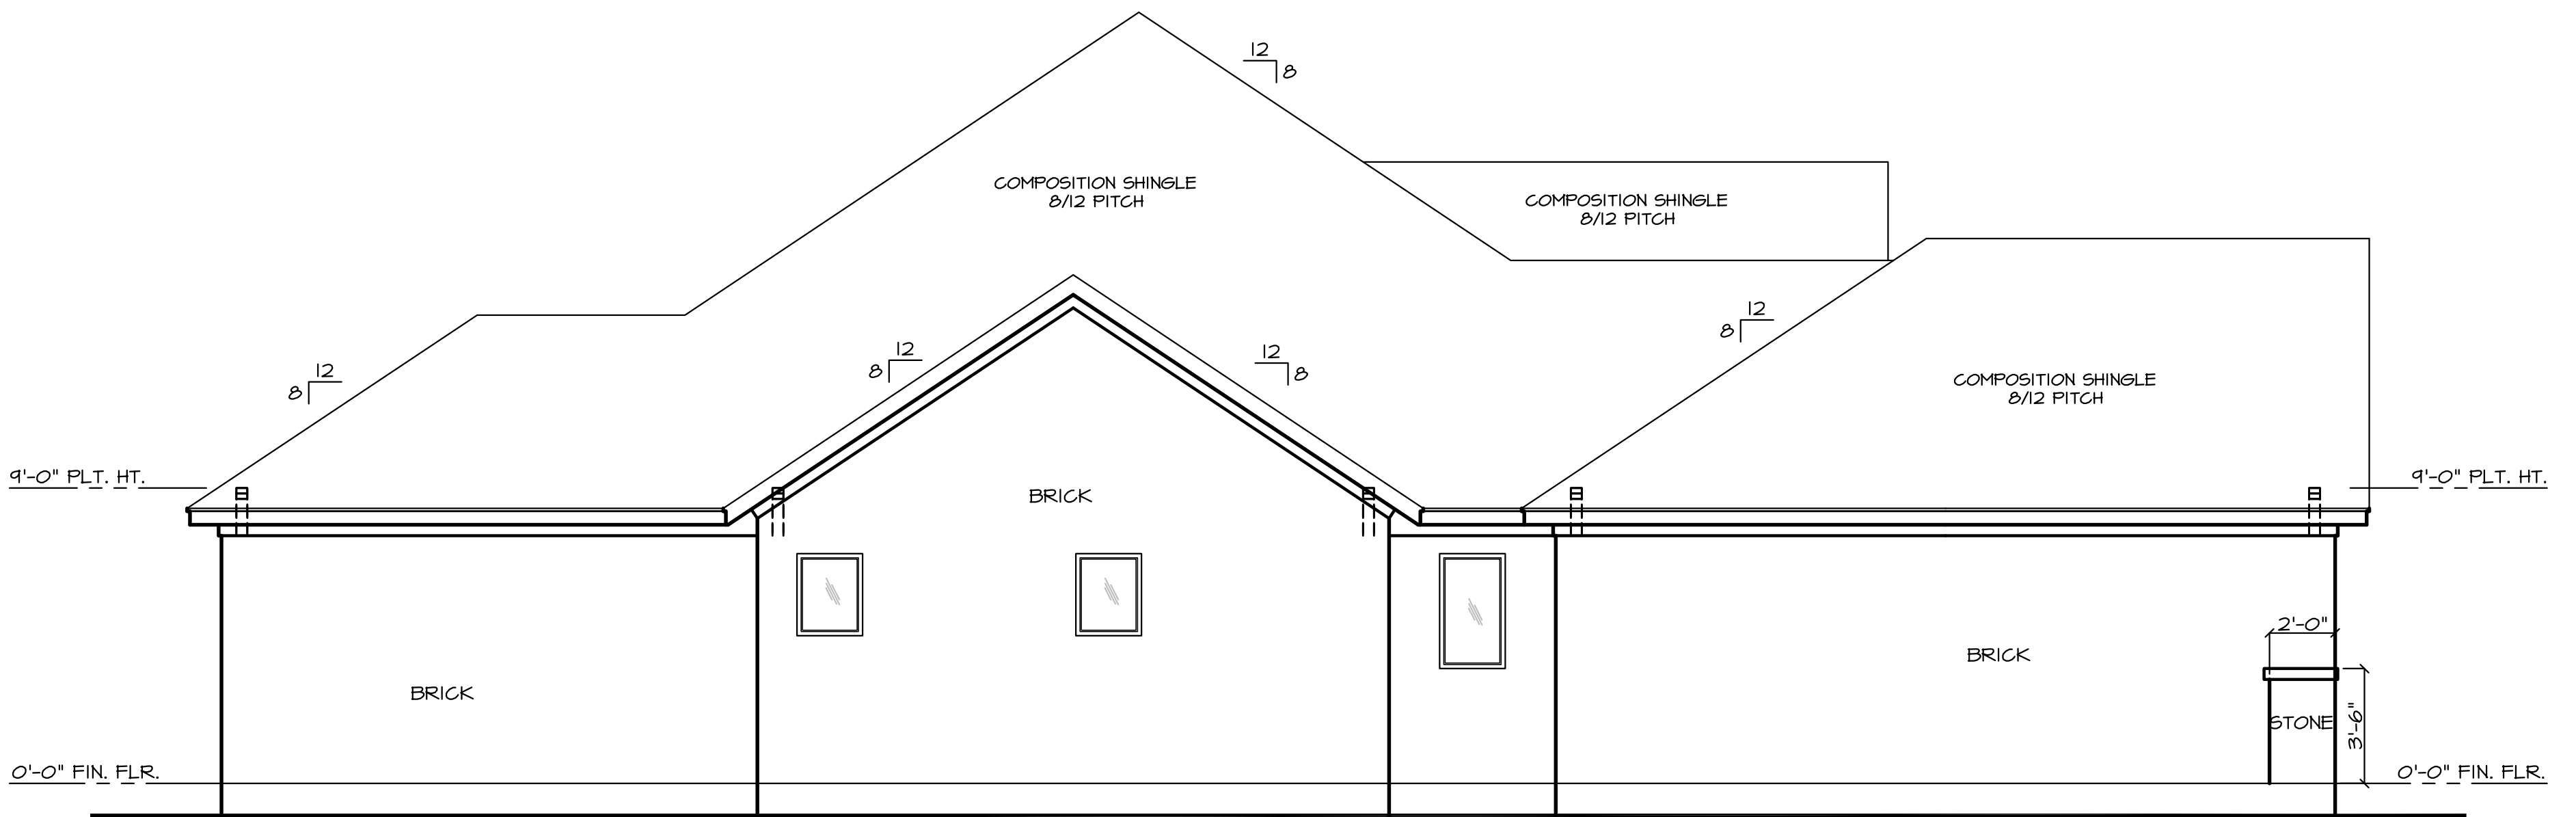 12
8
COMPOSITION SHINGLE
8/12 PITCH
COMPOSITION SHINGLE
8/12 PITCH
12
8
12
8
12
8
12
8
COMPOSITION SHINGLE
8/12 PITCH
9'-0" PLT. HT.
9'-0" PLT. HT.
BRICK
2'-0"
BRICK
BRICK
STONE
3'-6"
0'-0" FIN. FLR.
0'-0" FIN. FLR.